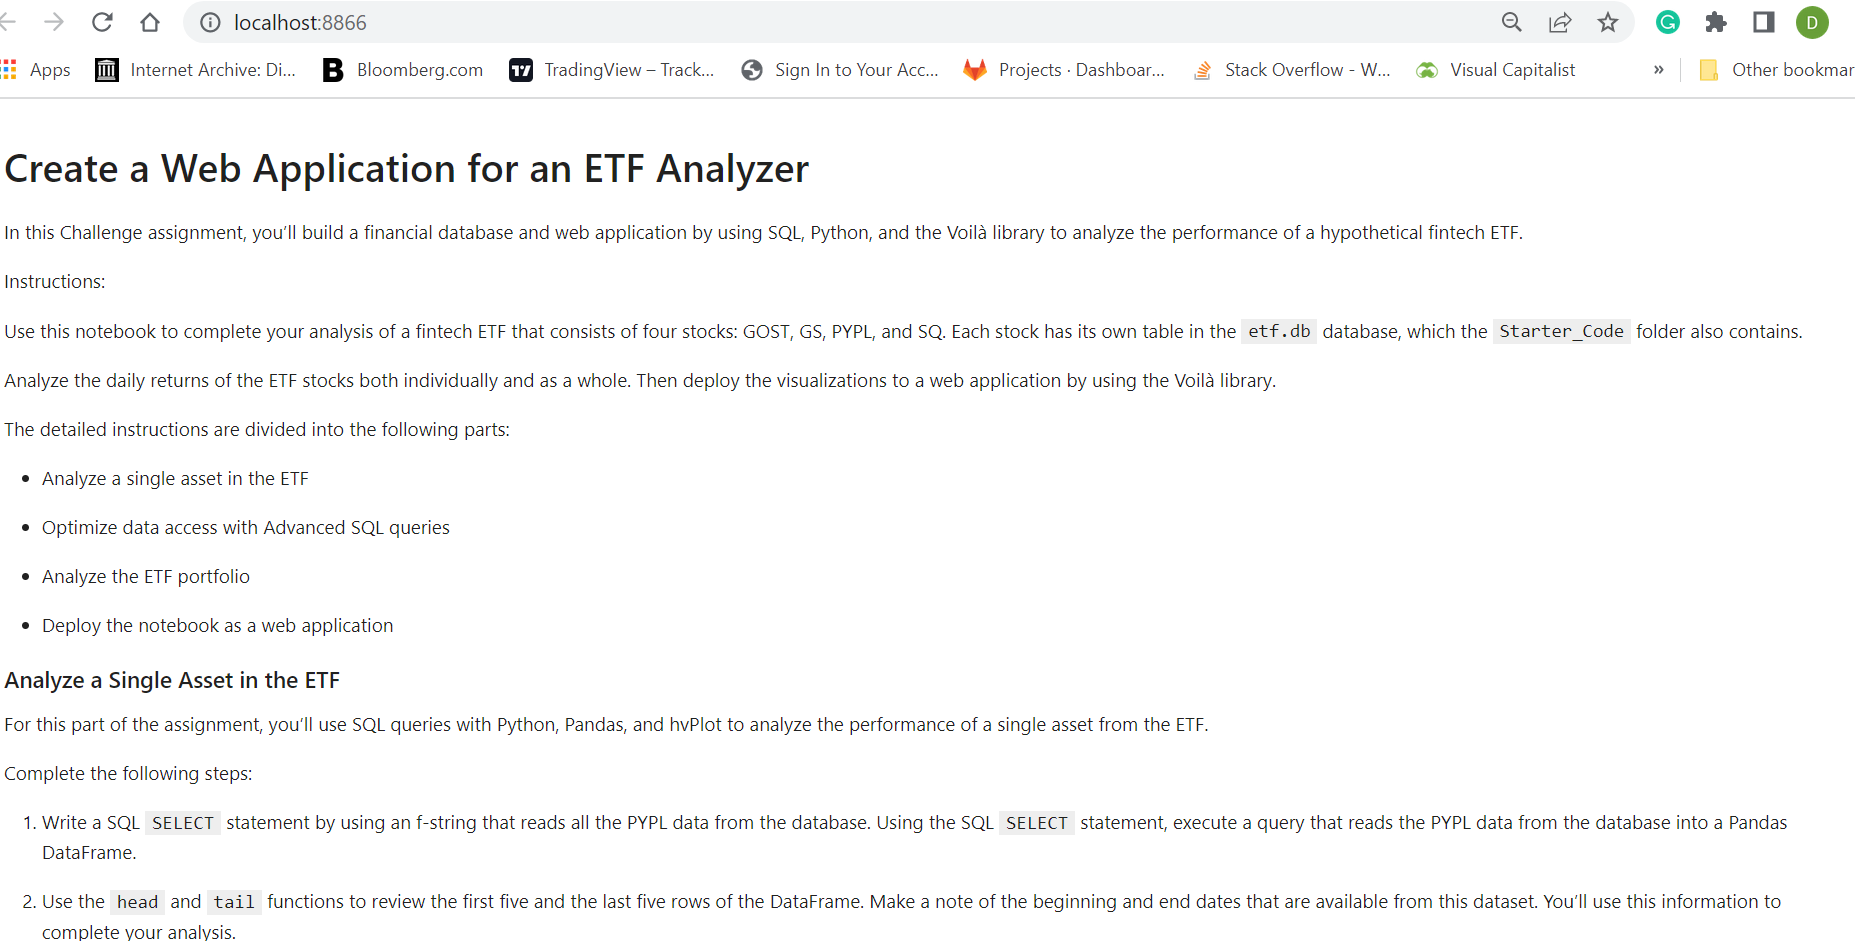 localhost:8866
G
D
Apps
Internet Archive: Di...
B
Bloomberg.com
TradingView – Track...
Sign In to Your Acc...
Projects · Dashboar...
Stack Overflow - W...
Visual Capitalist
»
Other bookmar
Create a Web Application for an ETF Analyzer
In this Challenge assignment, you’ll build a financial database and web application by using SQL, Python, and the Voilà library to analyze the performance of a hypothetical fintech ETF.
Instructions:
Use this notebook to complete your analysis of a fintech ETF that consists of four stocks: GOST, GS, PYPL, and SQ. Each stock has its own table in the etf.db database, which the Starter_Code folder also contains.
Analyze the daily returns of the ETF stocks both individually and as a whole. Then deploy the visualizations to a web application by using the Voilà library.
The detailed instructions are divided into the following parts:
• Analyze a single asset in the ETF
• Optimize data access with Advanced SQL queries
• Analyze the ETF portfolio
• Deploy the notebook as a web application
Analyze a Single Asset in the ETF
For this part of the assignment, you’ll use SQL queries with Python, Pandas, and hvPlot to analyze the performance of a single asset from the ETF.
Complete the following steps:
1. Write a SQL SELECT statement by using an f-string that reads all the PYPL data from the database. Using the SQL SELECT statement, execute a query that reads the PYPL data from the database into a Pandas
DataFrame.
2. Use the head and tail functions to review the first five and the last five rows of the DataFrame. Make a note of the beginning and end dates that are available from this dataset. You’ll use this information to
complete your analysis.